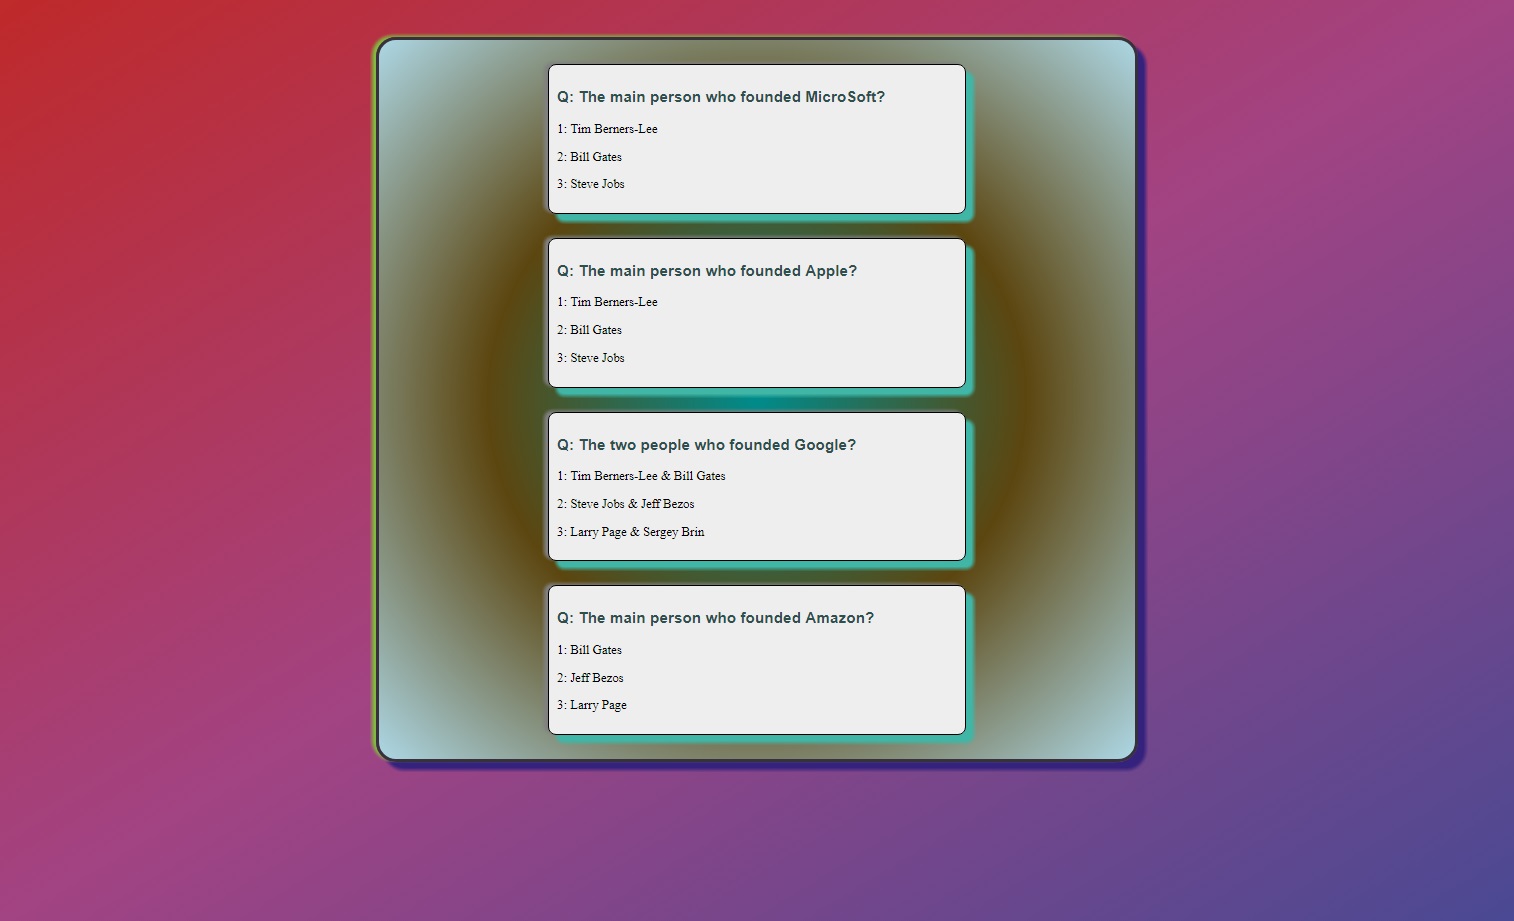 Q: The main person who founded MicroSoft?
1: Tim Berners-Lee
2: Bill Gates
3: Steve Jobs
Q: The main person who founded Apple?
1: Tim Berners-Lee
2: Bill Gates
3: Steve Jobs
Q: The two people who founded Google?
1: Tim Berners-Lee & Bill Gates
2: Steve Jobs & Jeff Bezos
3: Larry Page & Sergey Brin
Q: The main person who founded Amazon?
1: Bill Gates
2: Jeff Bezos
3: Larry Page